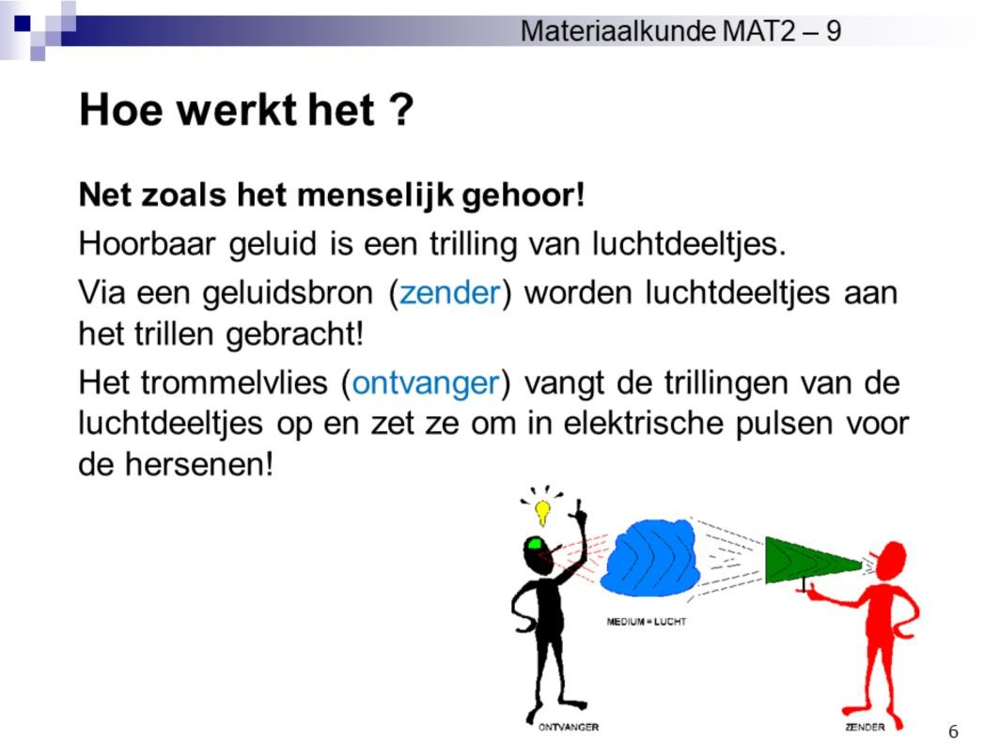 Materiaalkunde MAT2 – 9
Hoe werkt het ?
Net zoals het menselijk gehoor!
Hoorbaar geluid is een trilling van luchtdeeltjes.
Via een geluidsbron (zender) worden luchtdeeltjes aan
het trillen gebracht!
Het trommelvlies (ontvanger) vangt de trillingen van de
luchtdeeltjes op en zet ze om in elektrische pulsen voor
de hersenen!
MEDIUM = LUCHT
ONTVANGER
ZENDER
6